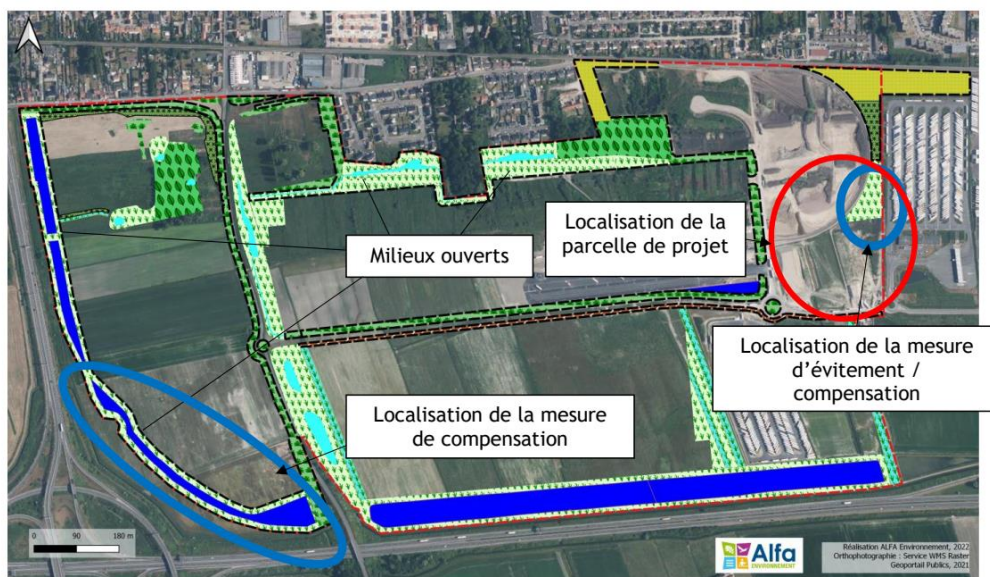 Localisation de la
parcelle de projet
Milieux ouverts
Localisation de la mesure
d'évitement /
compensation
Localisation de la mesure
de compensation
0 90 180 m
Alfa
ENVIRONNEMENT
Réalisation ALFA Environnement, 2022
Orthophotographie : Service WMS Raster
Geoportail Publics, 2021